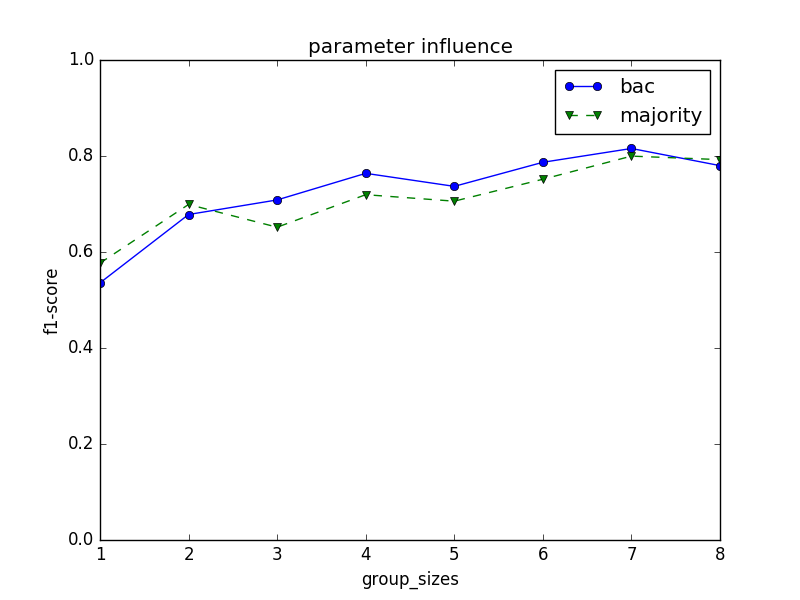 parameter influence
bac
majority
1.0
0.8
0.6
0.4
0.2
0.0
f1-score
1 2 3 4 5 6 7 8
group_sizes